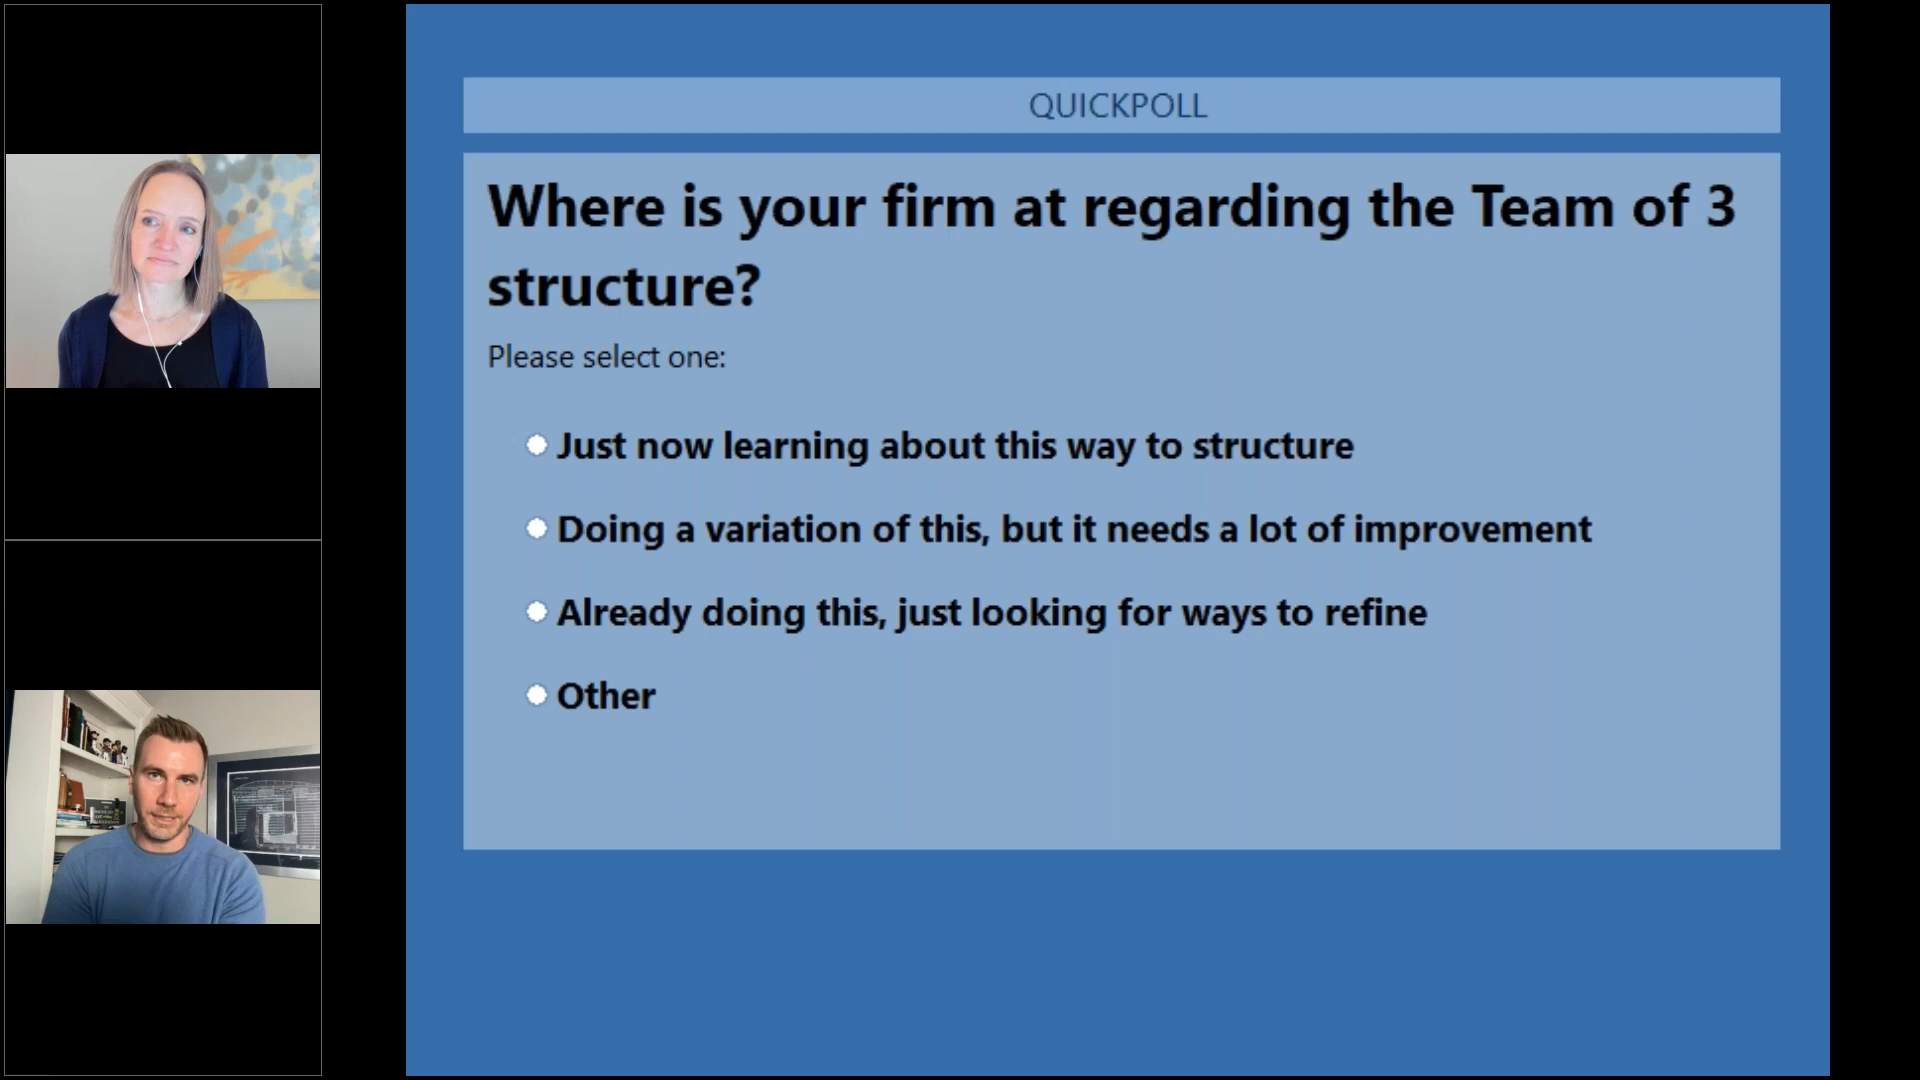 QUICKPOLL
Where is your firm at regarding the Team of 3
structure?
Please select one:
Just now learning about this way to structure
Doing a variation of this, but it needs a lot of improvement
Already doing this, just looking for ways to refine
Other